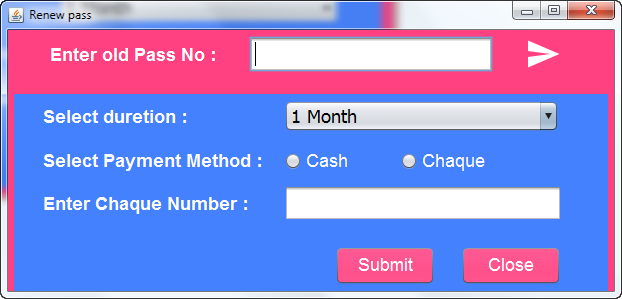 Renew pass
Enter old Pass No :
Select duretion :
1 Month
Select Payment Method :
Cash
Chaque
Enter Chaque Number :
Submit
Close